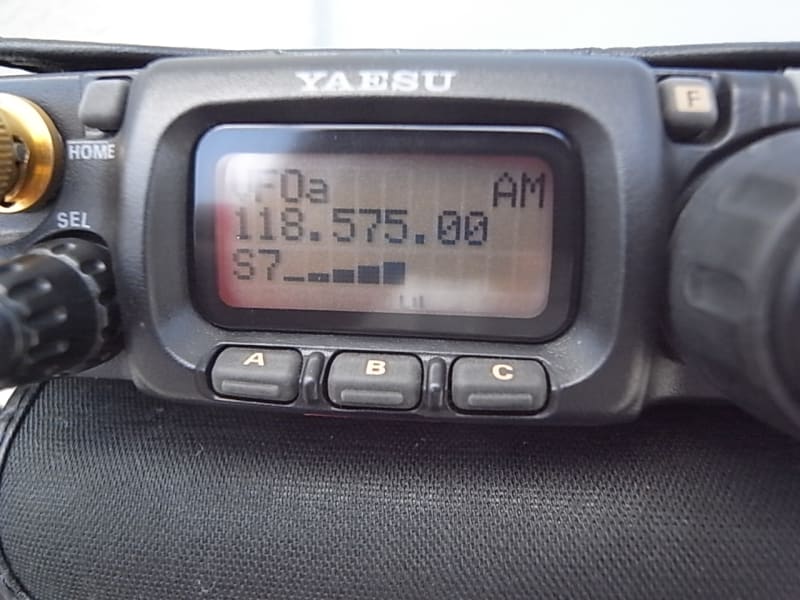 YAESU
F
HOME
VFOa AM
118.575.00
SEL
S7
A B C